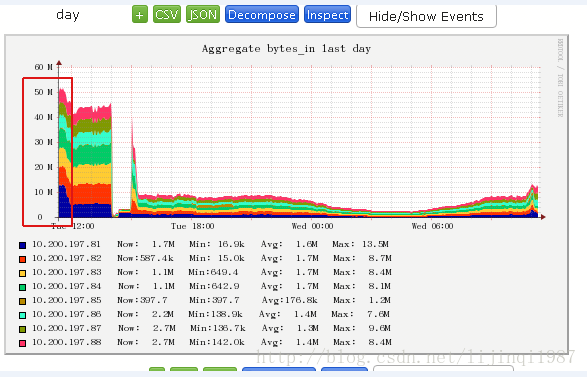 day + CSV JSON Decompose Inspect Hide/Show Events
Aggregate bytes_in last day
RRDTOOL / TOBI OETIKER
60 M
50 M
40 M
30 M
20 M
10 M
0
Tue 12:00 Tue 18:00 Wed 00:00 Wed 06:00
10.200.197.81 Now: 1.7M Min: 16.9k Avg: 1.6M Max: 13.5M
10.200.197.82 Now:587.4k Min: 15.0k Avg: 1.7M Max: 8.7M
10.200.197.83 Now: 1.1M Min:649.4 Avg: 1.7M Max: 8.4M
10.200.197.84 Now: 1.1M Min:642.9 Avg: 1.7M Max: 8.1M
10.200.197.85 Now:397.7 Min:397.7 Avg:176.8k Max: 1.2M
10.200.197.86 Now: 2.2M Min:138.9k Avg: 1.4M Max: 7.6M
10.200.197.87 Now: 2.7M Min:136.7k Avg: 1.3M Max: 9.6M
10.200.197.88 Now: 2.7M Min:142.0k Avg: 1.4M Max: 8.4M
http://blog.csdn.net/lijinqi1987